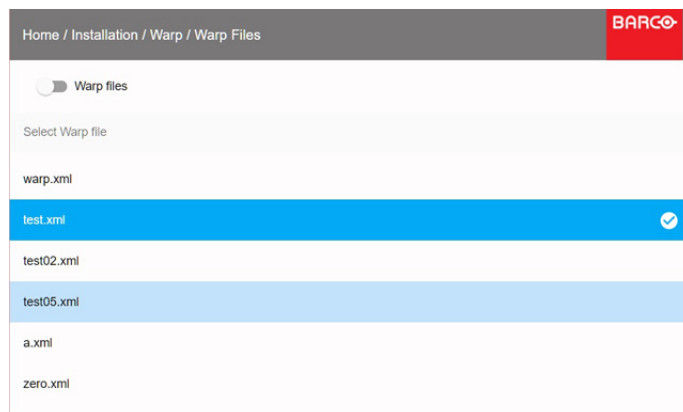 Home / Installation / Warp / Warp Files
BARCO
Warp files
Select Warp file
warp.xml
test.xml
test02.xml
test05.xml
a.xml
zero.xml